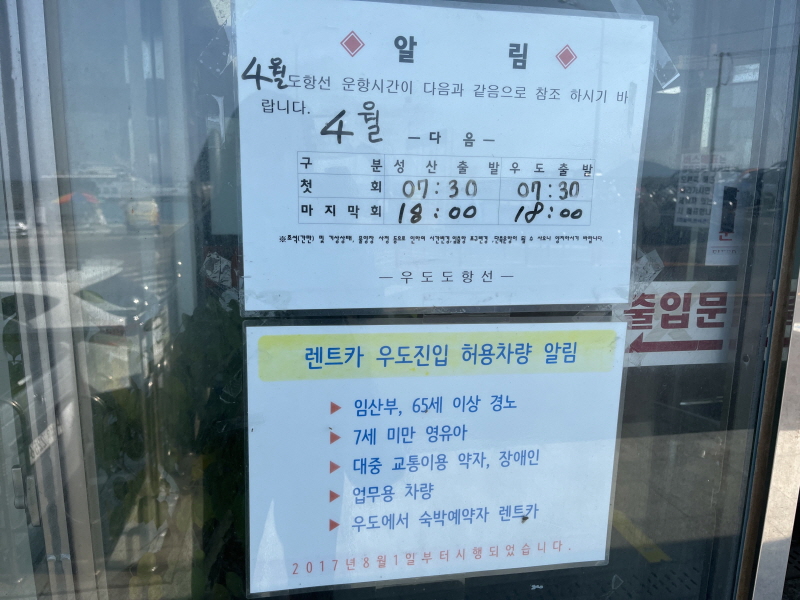 알 림
4월 도항선 운항시간이 다음과 같음으로 참조 하시기 바
랍니다.
4월
— 다 음 —
구 분 성 산 출 발 우 도 출 발
첫 회 07:30 07:30
마 지 막 회 18:00 18:00
— 우 도 도 항 선 —
출입문
렌트카 우도진입 허용차량 알림
▶ 임산부, 65세 이상 경노
▶ 7세 미만 영유아
▶ 대중 교통이용 약자, 장애인
▶ 업무용 차량
▶ 우도에서 숙박예약자 렌트카
2017년8월1일부터시행되었습니다.